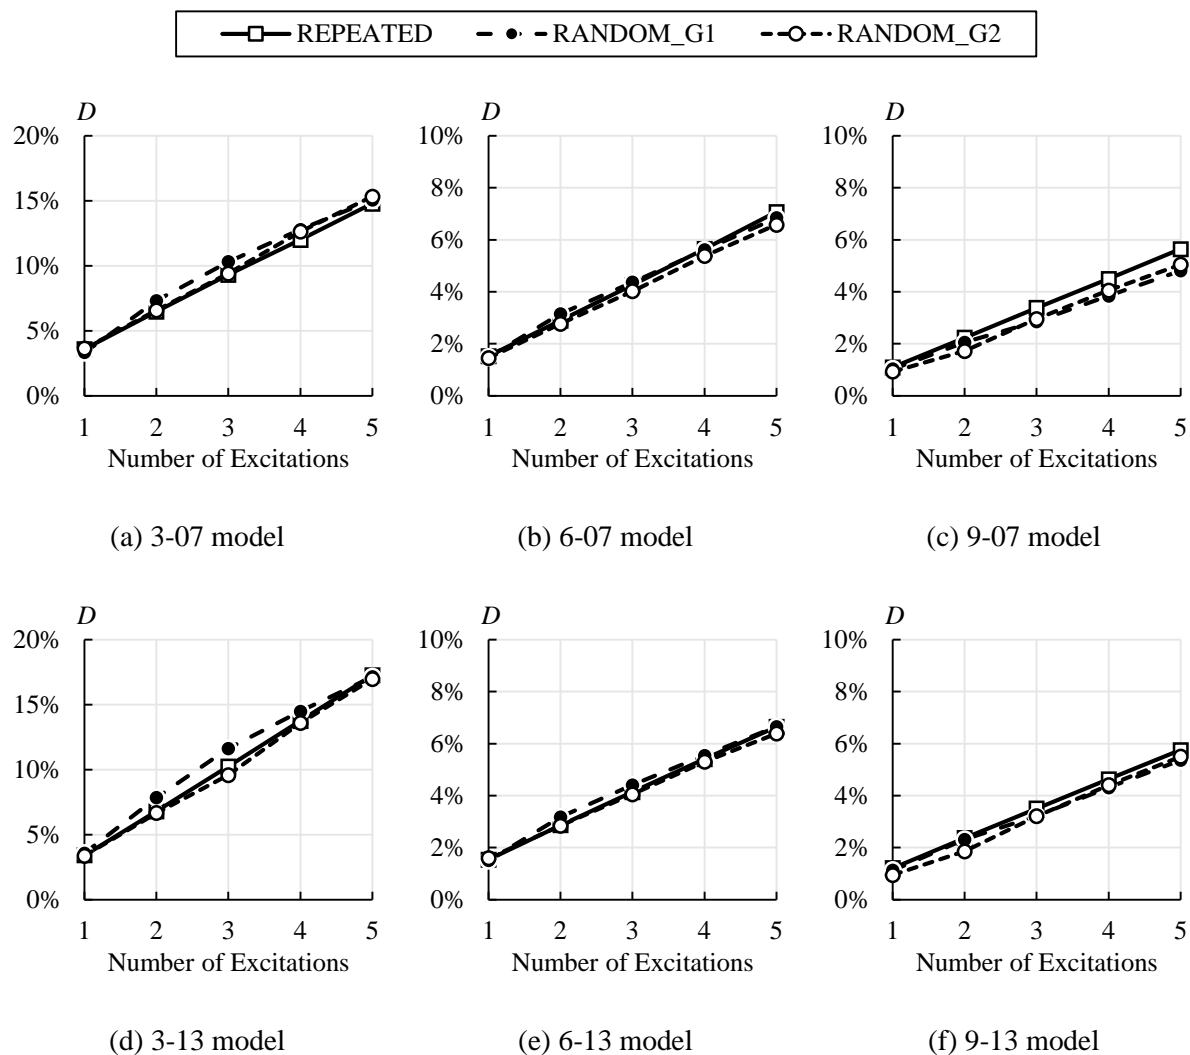 REPEATED RANDOM_G1 RANDOM_G2
D D D
20% 10% 10%
15% 8% 8%
10% 6% 6%
5% 4% 4%
0% 2% 2%
0% 0%
1 2 3 4 5 1 2 3 4 5 1 2 3 4 5
Number of Excitations Number of Excitations Number of Excitations
(a) 3-07 model (b) 6-07 model (c) 9-07 model
D D D
20% 10% 10%
15% 8% 8%
10% 6% 6%
5% 4% 4%
0% 2% 2%
0% 0%
1 2 3 4 5 1 2 3 4 5 1 2 3 4 5
Number of Excitations Number of Excitations Number of Excitations
(d) 3-13 model (e) 6-13 model (f) 9-13 model